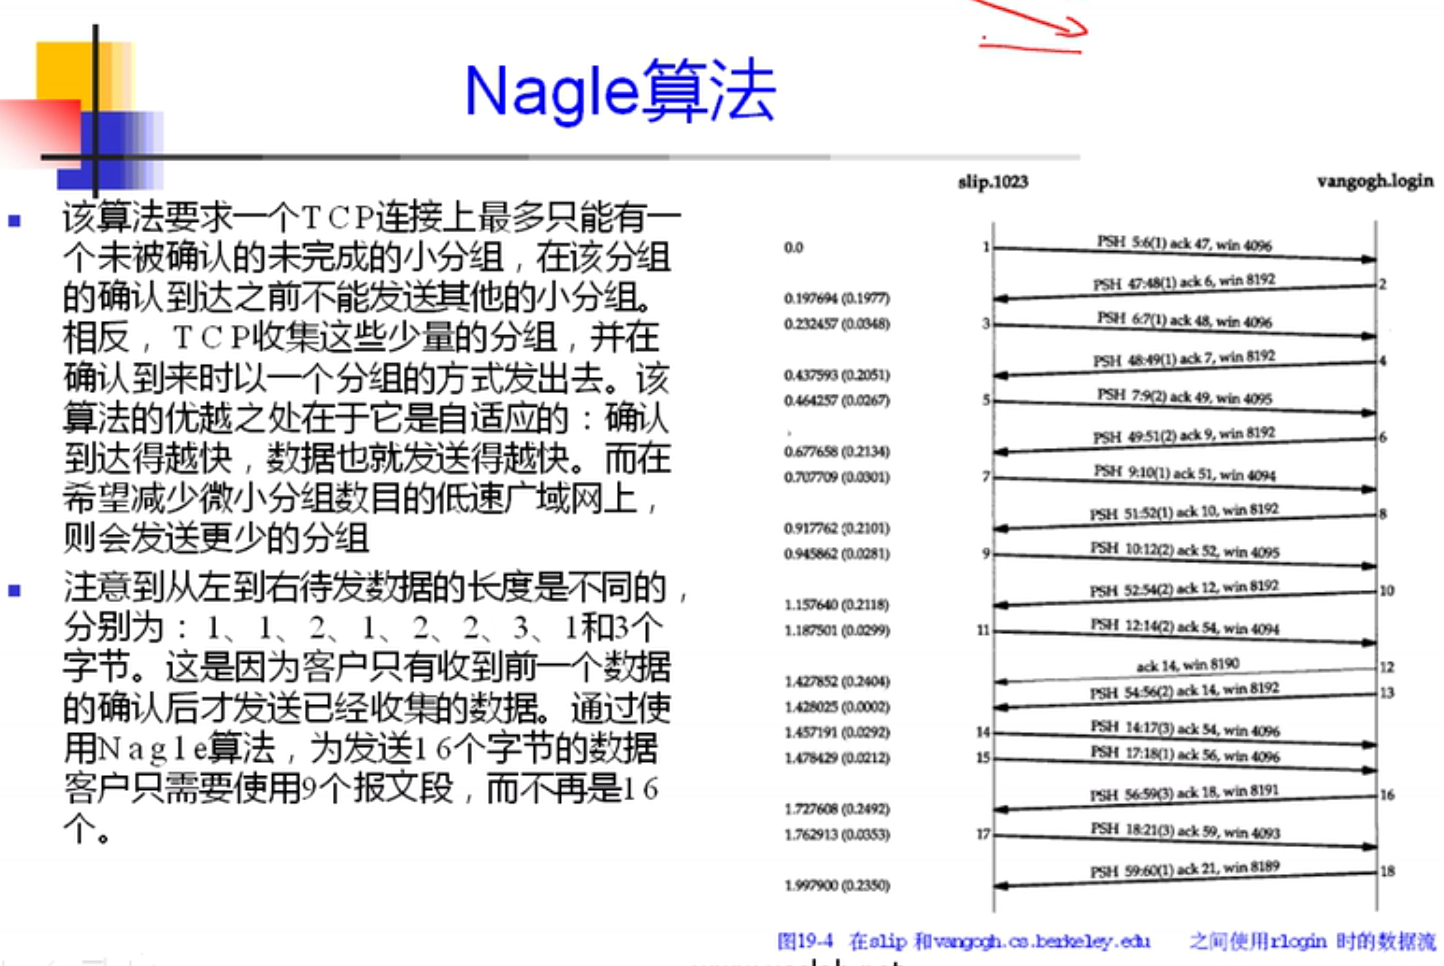 Nagle算法
该算法要求一个TCP连接上最多只能有一
个未被确认的未完成的小分组，在该分组
的确认到达之前不能发送其他的小分组。
相反，TCP收集这些少量的分组，并在
确认到来时以一个分组的方式发出去。该
算法的优越之处在于它是自适应的：确认
到达得越快，数据也就发送得越快。而在
希望减少微小分组数目的低速广域网上，
则会发送更少的分组
注意到从左到右待发数据的长度是不同的，
分别为：1、1、2、1、2、2、3、1和3个
字节。这是因为客户只有收到前一个数据
的确认后才发送已经收集的数据。通过使
用Nagle算法，为发送16个字节的数据
客户只需要使用9个报文段，而不再是16
个。
slip.1023 vangogh.login
0.0 1 PSH 5:6(1) ack 47, win 4096
0.197694 (0.1977) PSH 47:48(1) ack 6, win 8192 2
0.232457 (0.0348) 3 PSH 6:7(1) ack 48, win 4096
0.437593 (0.2051) PSH 48:49(1) ack 7, win 8192 4
0.464257 (0.0267) 5 PSH 7:9(2) ack 49, win 4095
0.677658 (0.2134) PSH 49:51(2) ack 9, win 8192 6
0.707709 (0.0301) 7 PSH 9:10(1) ack 51, win 4094
0.917762 (0.2101) PSH 51:52(1) ack 10, win 8192 8
0.945862 (0.0281) 9 PSH 10:12(2) ack 52, win 4095
1.157640 (0.2118) PSH 52:54(2) ack 12, win 8192 10
1.187501 (0.0299) 11 PSH 12:14(2) ack 54, win 4094
1.427852 (0.2404) ack 14, win 8190 12
1.428025 (0.0002) PSH 54:56(2) ack 14, win 8192 13
1.457191 (0.0292) 14 PSH 14:17(3) ack 54, win 4096
1.478429 (0.0212) 15 PSH 17:18(1) ack 56, win 4096
1.727608 (0.2492) PSH 56:59(3) ack 18, win 8191 16
1.762913 (0.0353) 17 PSH 18:21(3) ack 59, win 4093
1.997900 (0.2350) PSH 59:60(1) ack 21, win 8189 18
图19-4 在slip 和vangogh.cs.berkeley.edu 之间使用rlogin 时的数据流